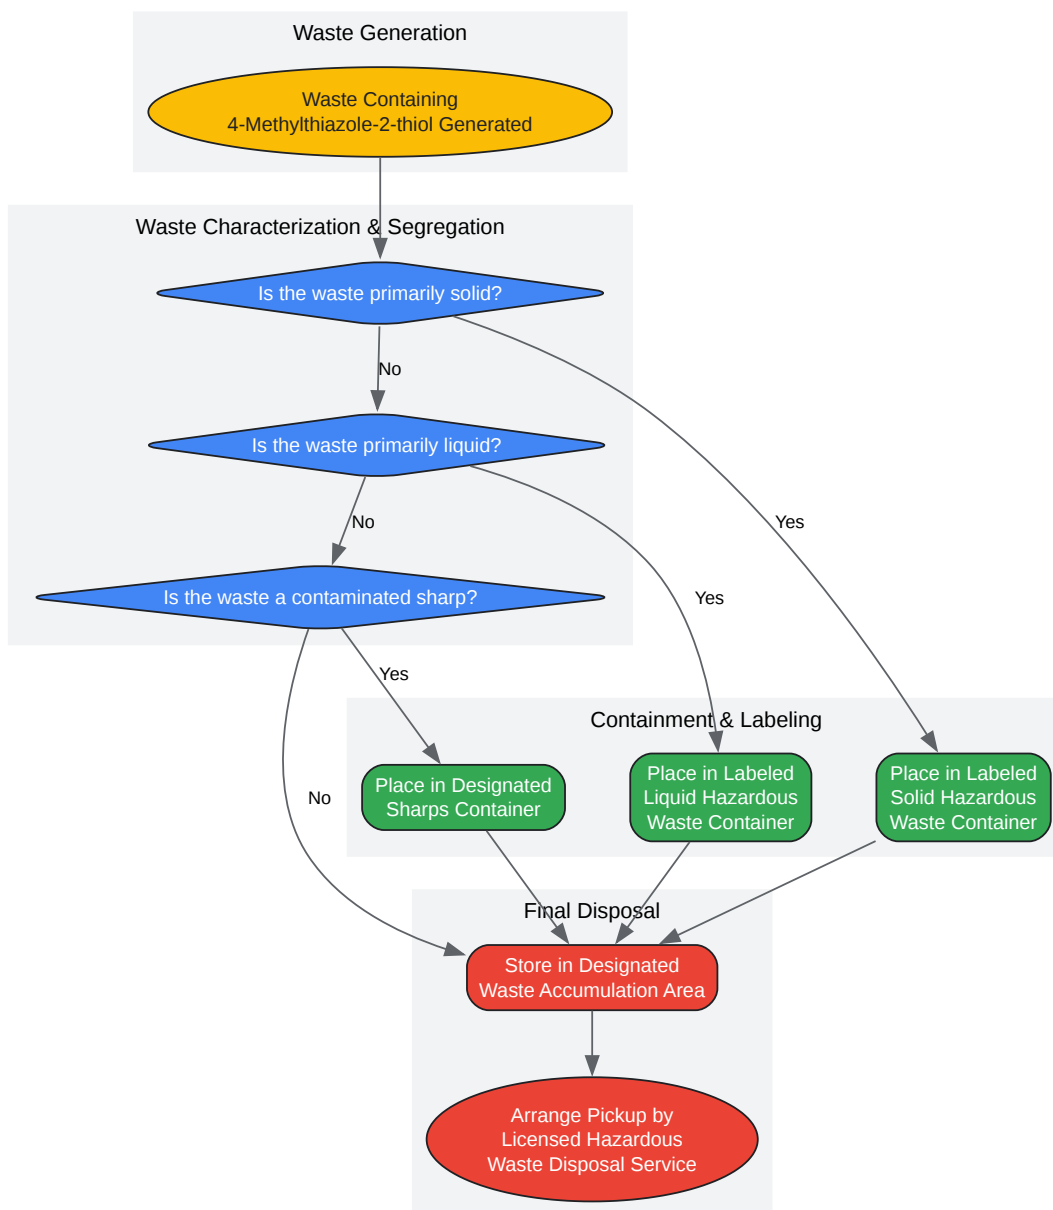 Waste Generation
Waste Containing
4-Methylthiazole-2-thiol Generated
Waste Characterization & Segregation
Is the waste primarily solid?
No
Is the waste primarily liquid?
No
Yes
Is the waste a contaminated sharp?
Yes
Yes
Containment & Labeling
Place in Designated
Sharps Container
Place in Labeled
Liquid Hazardous
Waste Container
Place in Labeled
Solid Hazardous
Waste Container
No
Final Disposal
Store in Designated
Waste Accumulation Area
Arrange Pickup by
Licensed Hazardous
Waste Disposal Service